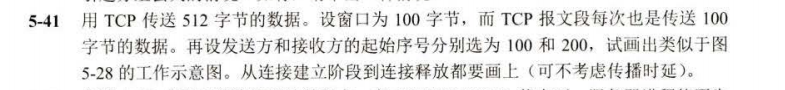 5-41 用 TCP 传送 512 字节的数据。设窗口为 100 字节，而 TCP 报文段每次也是传送 100
字节的数据。再设发送方和接收方的起始序号分别选为 100 和 200，试画出类似于图
5-28 的工作示意图。从连接建立阶段到连接释放都要画上（可不考虑传播时延）。